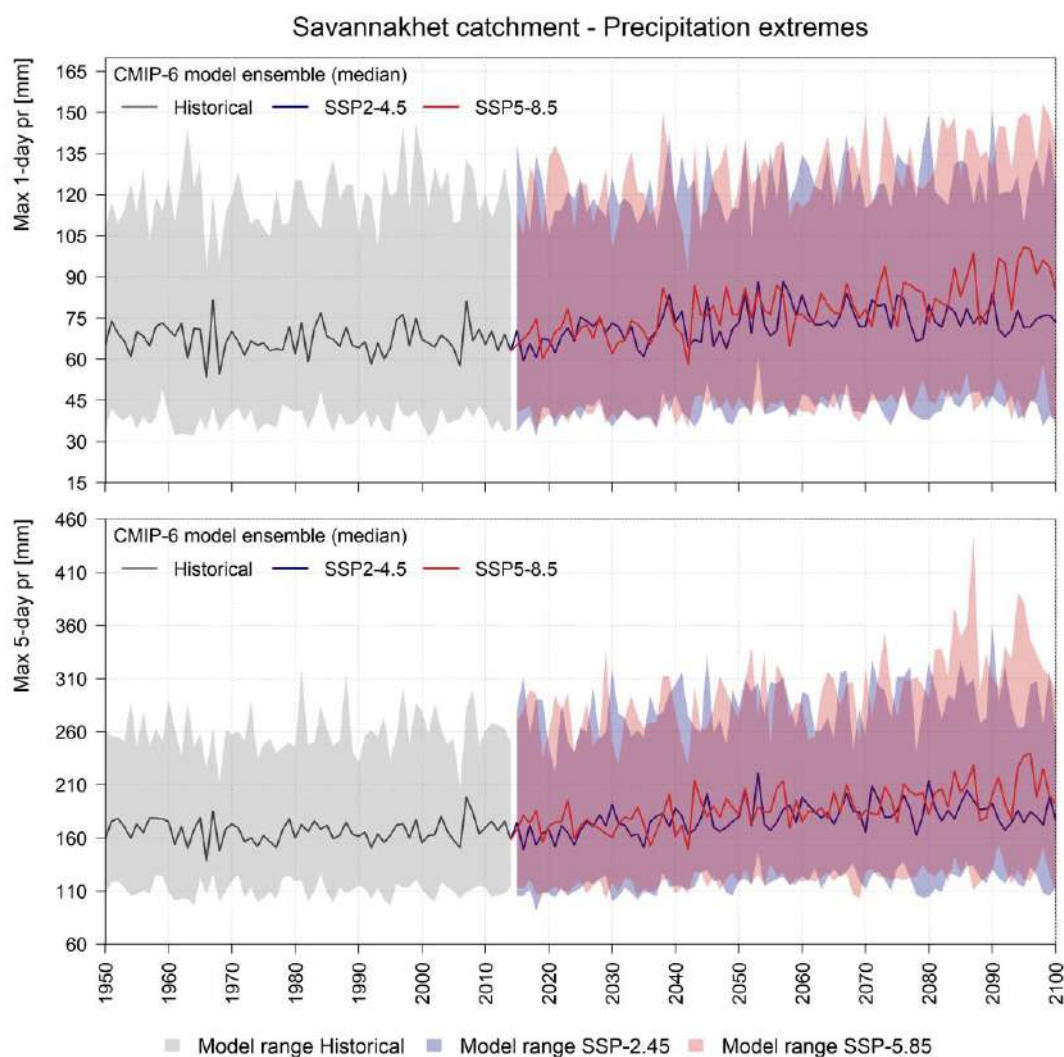 Savannakhet catchment - Precipitation extremes
Max 1-day pr [mm]
165
150
135
120
105
90
75
60
45
30
15
CMIP-6 model ensemble (median)
Historical SSP2-4.5 SSP5-8.5
Max 5-day pr [mm]
460
410
360
310
260
210
160
110
60
CMIP-6 model ensemble (median)
Historical SSP2-4.5 SSP5-8.5
1950 1960 1970 1980 1990 2000 2010 2020 2030 2040 2050 2060 2070 2080 2090 2100
Model range Historical Model range SSP-2.45 Model range SSP-5.85